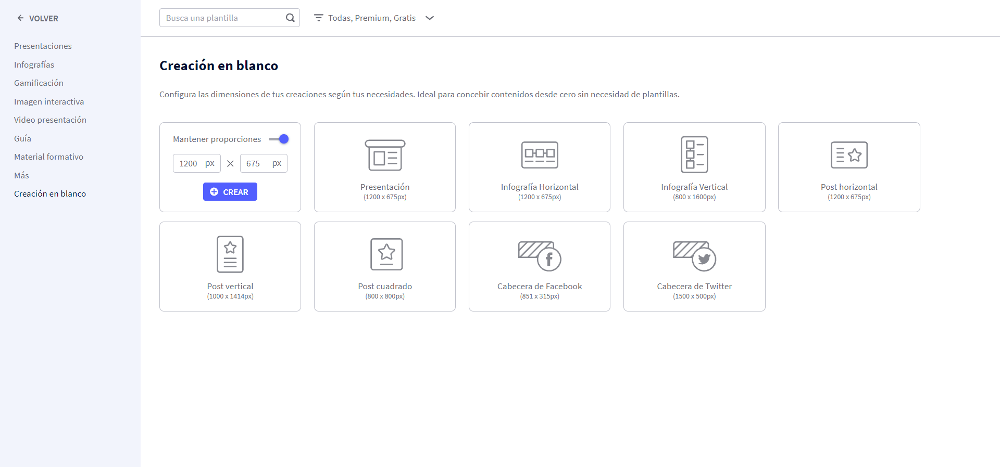 VOLVER
Presentaciones
Infografías
Gamificación
Imagen interactiva
Video presentación
Guía
Material formativo
Más
Creación en blanco
Busca una plantilla
Todas, Premium, Gratis
Creación en blanco
Configura las dimensiones de tus creaciones según tus necesidades. Ideal para concebir contenidos desde cero sin necesidad de plantillas.
Mantener proporciones
1200 px 675 px
CREAR
Presentación
(1200 x 675px)
Infografía Horizontal
(1200 x 675px)
Infografía Vertical
(800 x 1600px)
Post horizontal
(1200 x 675px)
Post vertical
(1000 x 1414px)
Post cuadrado
(800 x 800px)
Cabecera de Facebook
(851 x 315px)
Cabecera de Twitter
(1500 x 500px)